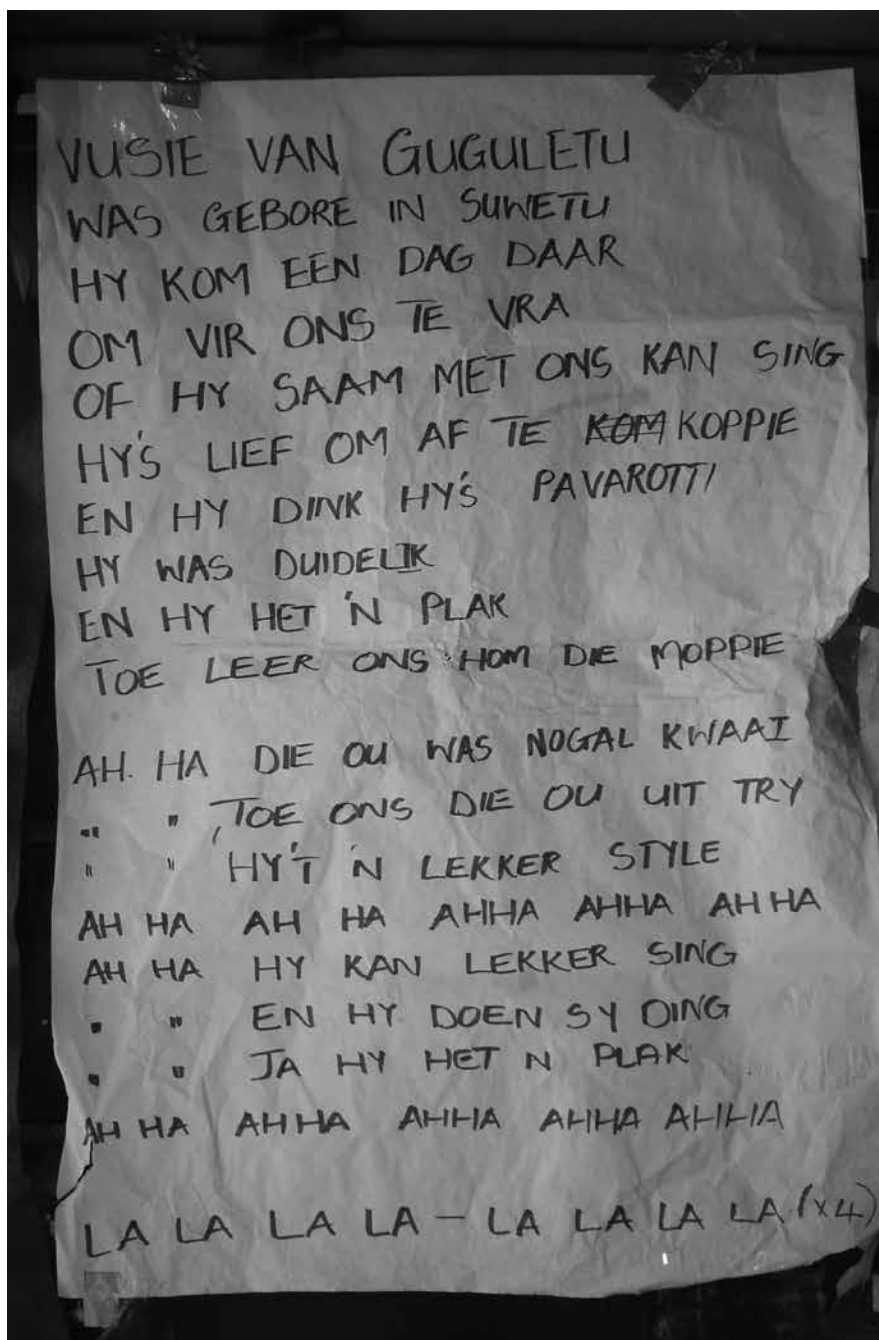 VUSIE VAN GUGULETU
WAS GEBORE IN SUWETU
HY KOM EEN DAG DAAR
OM VIR ONS TE VRA
OF HY SAAM MET ONS KAN SING
HY'S LIEF OM AF TE KOM KOPPIE
EN HY DINK HY'S PAVAROTTI
HY WAS DUIDELIK
EN HY HET 'N PLAK
TOE LEER ONS HOM DIE MOPPIE
AH. HA DIE OU WAS NOGAL KWAAI
" " TOE ONS DIE OU UIT TRY
" " HY'T 'N LEKKER STYLE
AH HA AH HA AHHA AHHA AH HA
AH HA HY KAN LEKKER SING
" " EN HY DOEN SY DING
" " JA HY HET N PLAK
AH HA AHHA AHHA AHHA AHHA
LA LA LA LA – LA LA LA LA (x4)